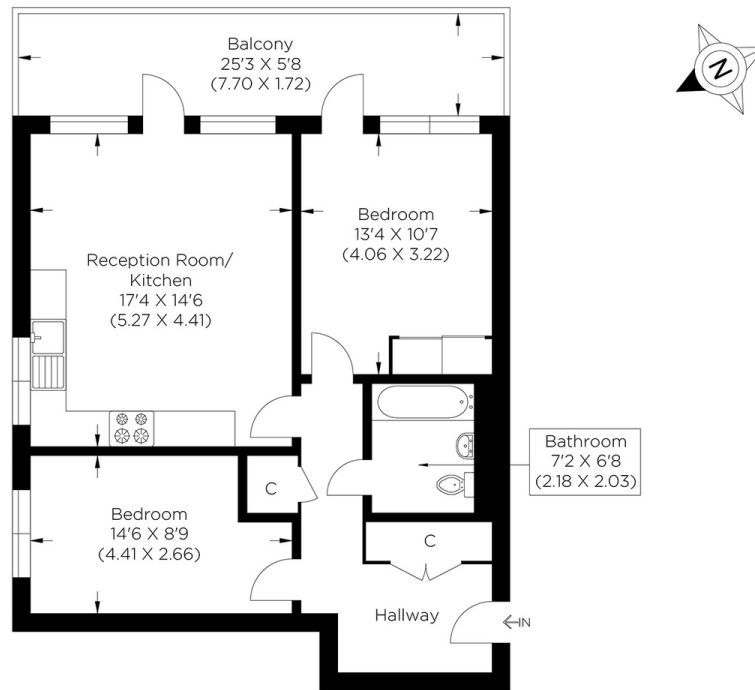 Balcony
25'3 X 5'8
(7.70 X 1.72)
N
Bedroom
13'4 X 10'7
(4.06 X 3.22)
Reception Room/
Kitchen
17'4 X 14'6
(5.27 X 4.41)
Bathroom
7'2 X 6'8
(2.18 X 2.03)
C
Bedroom
14'6 X 8'9
(4.41 X 2.66)
C
Hallway
IN